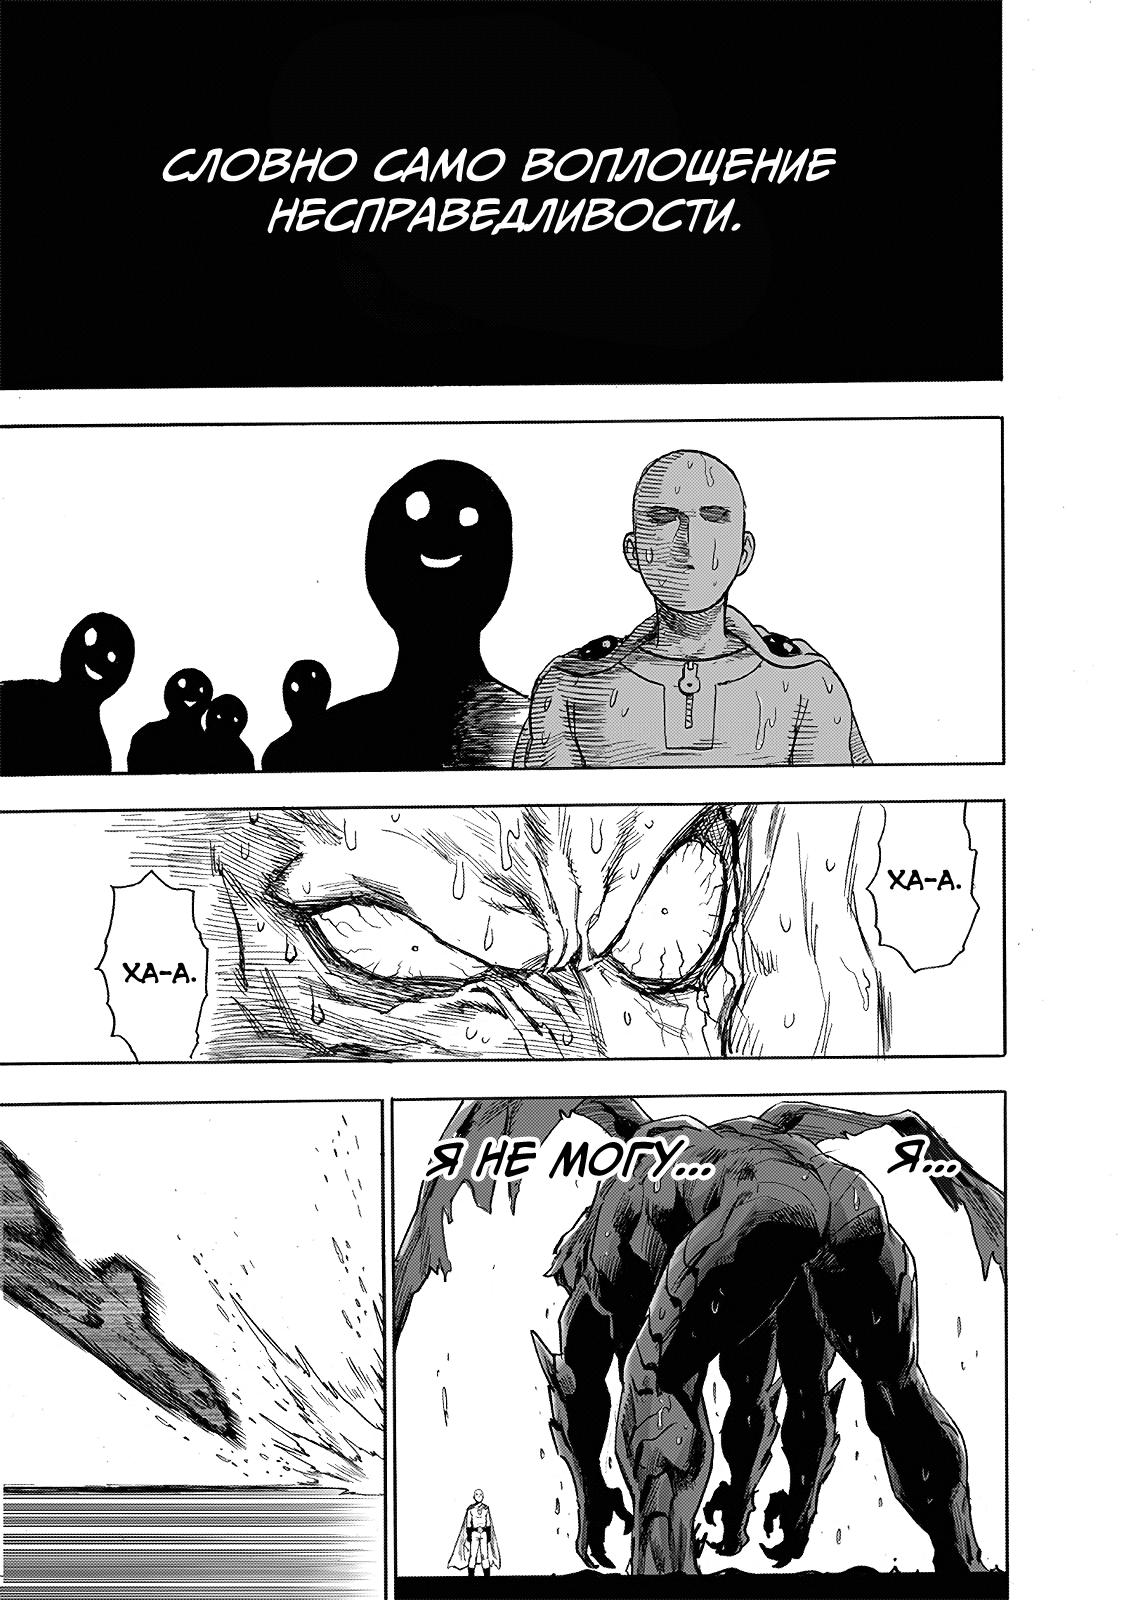 СЛОВНО САМО ВОПЛОЩЕНИЕ
НЕСПРАВЕДЛИВОСТИ.
ХА-А.
ХА-А.
Я...
Я НЕ МОГУ...